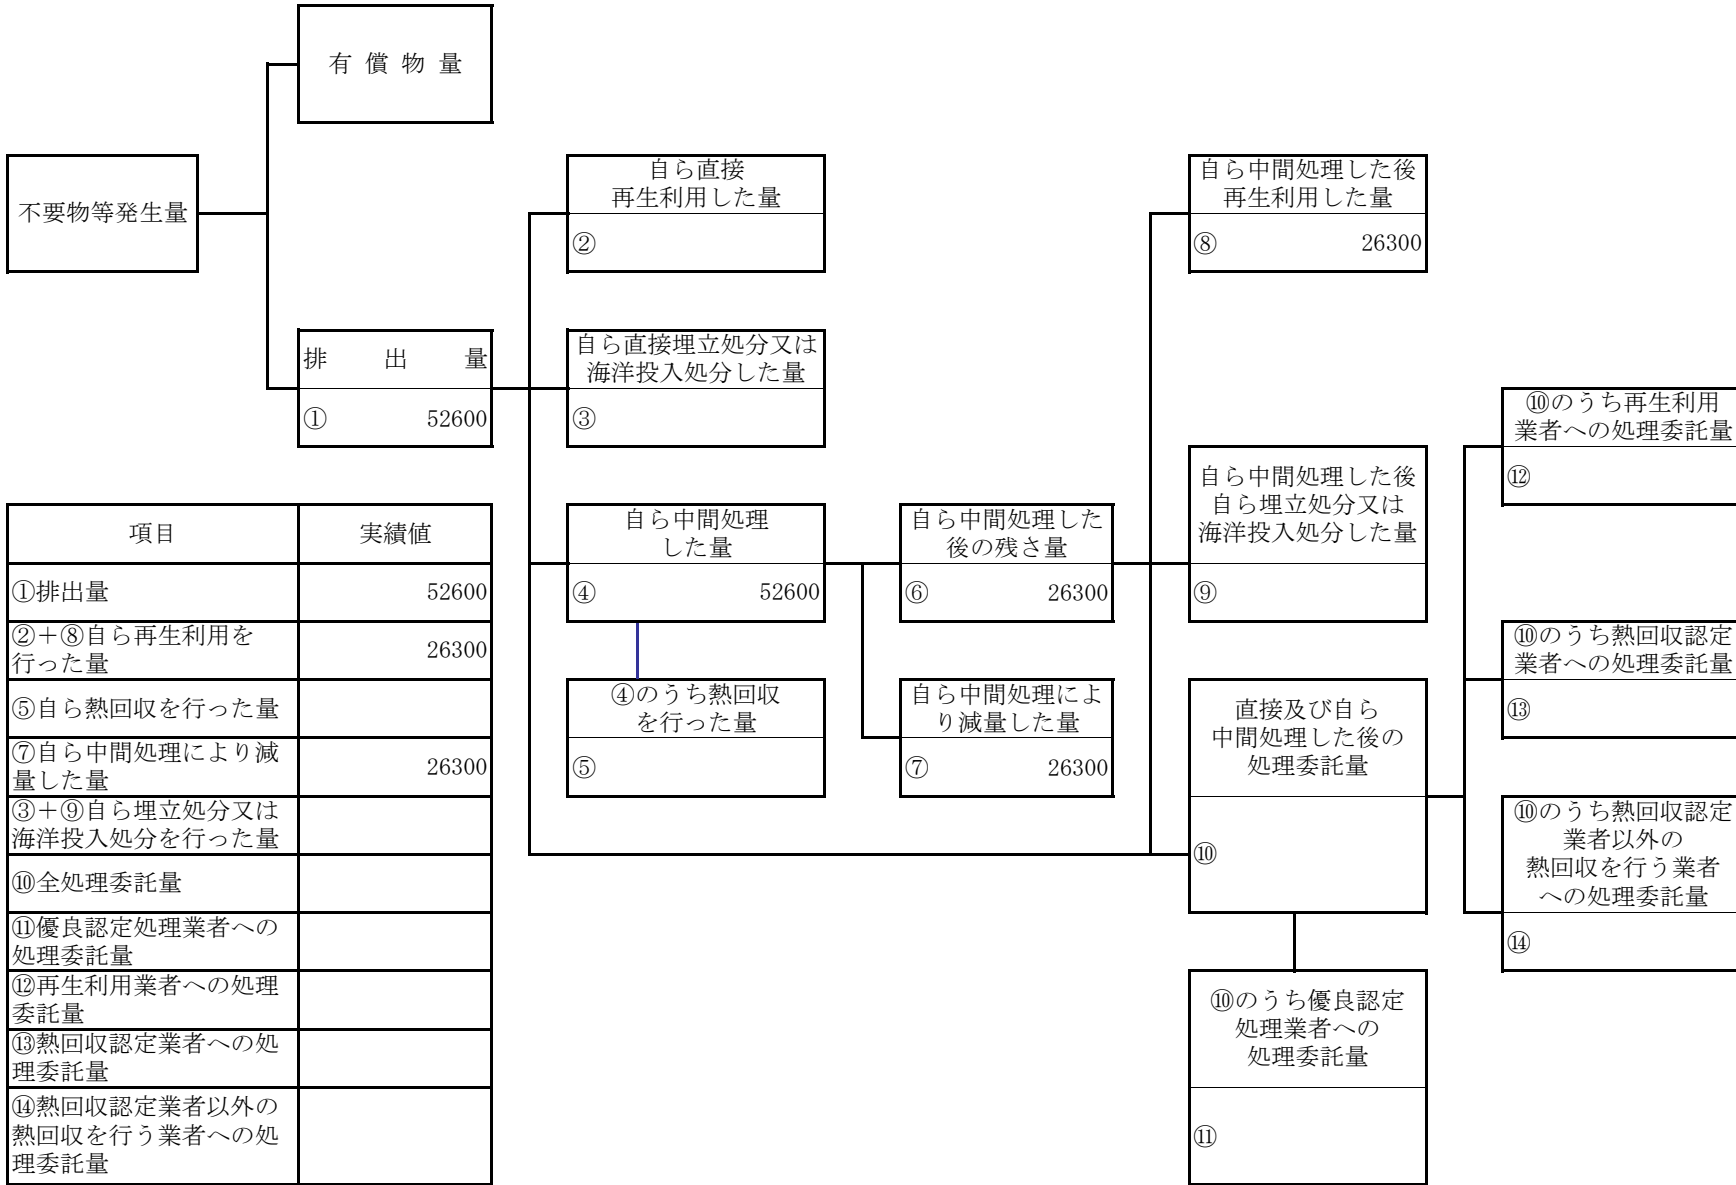 有 償 物 量
不要物等発生量
自ら直接
再生利用した量
②
自ら中間処理した後
再生利用した量
⑧ 26300
排 出 量
① 52600
自ら直接埋立処分又は
海洋投入処分した量
③
⑩のうち再生利用
業者への処理委託量
⑫
自ら中間処理した後
自ら埋立処分又は
海洋投入処分した量
⑨
自ら中間処理
した量
④ 52600
自ら中間処理した
後の残さ量
⑥ 26300
⑩のうち熱回収認定
業者への処理委託量
⑬
④のうち熱回収
を行った量
⑤
自ら中間処理によ
り減量した量
⑦ 26300
直接及び自ら
中間処理した後の
処理委託量
⑩
⑩のうち熱回収認定
業者以外の
熱回収を行う業者
への処理委託量
⑭
⑩のうち優良認定
処理業者への
処理委託量
⑪
項目 実績値
①排出量 52600
②＋⑧自ら再生利用を
行った量 26300
⑤自ら熱回収を行った量
⑦自ら中間処理により減
量した量 26300
③＋⑨自ら埋立処分又は
海洋投入処分を行った量
⑩全処理委託量
⑪優良認定処理業者への
処理委託量
⑫再生利用業者への処理
委託量
⑬熱回収認定業者への処
理委託量
⑭熱回収認定業者以外の
熱回収を行う業者への処
理委託量